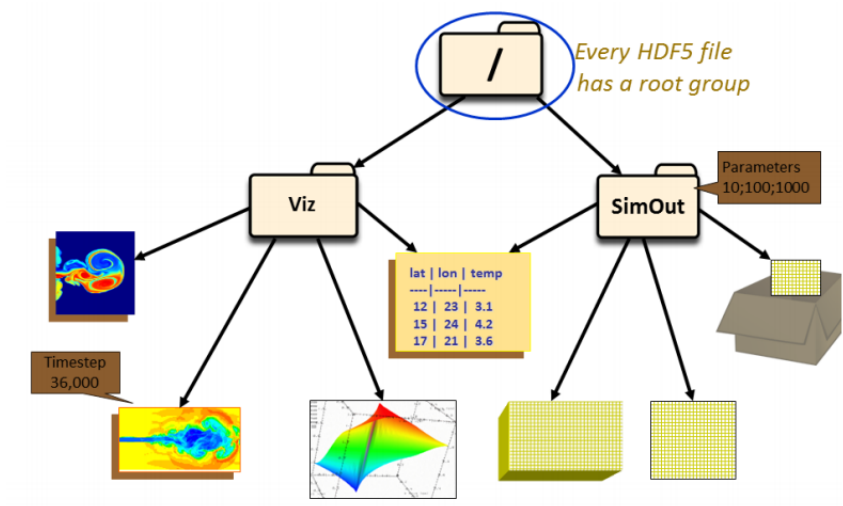 /
Every HDF5 file
has a root group
Parameters
10;100;1000
Viz
SimOut
lat | lon | temp
----|-----|-----
12 | 23 | 3.1
15 | 24 | 4.2
17 | 21 | 3.6
Timestep
36,000